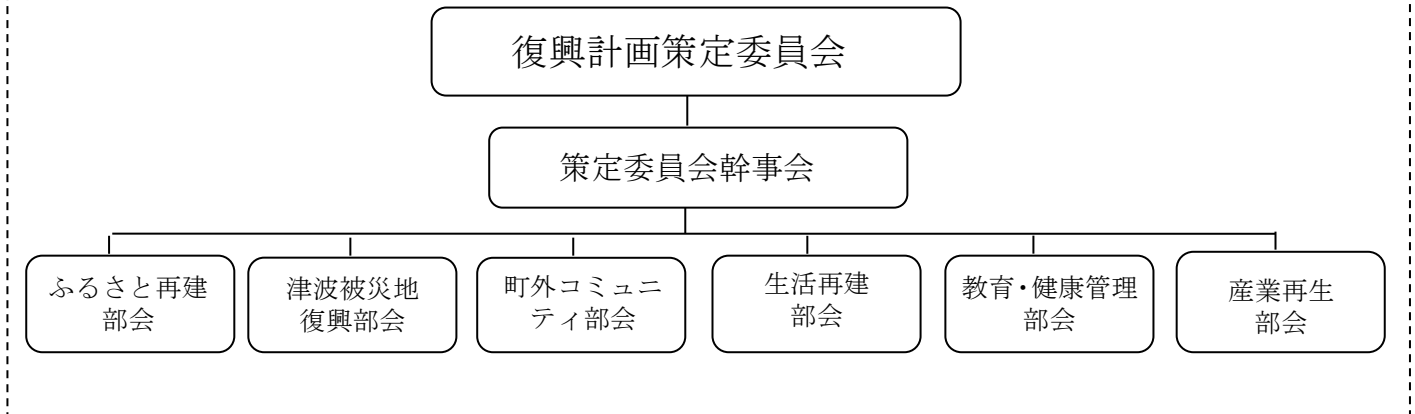 復興計画策定委員会
策定委員会幹事会
ふるさと再建
部会
津波被災地
復興部会
町外コミュニ
ティ部会
生活再建
部会
教育・健康管理
部会
産業再生
部会